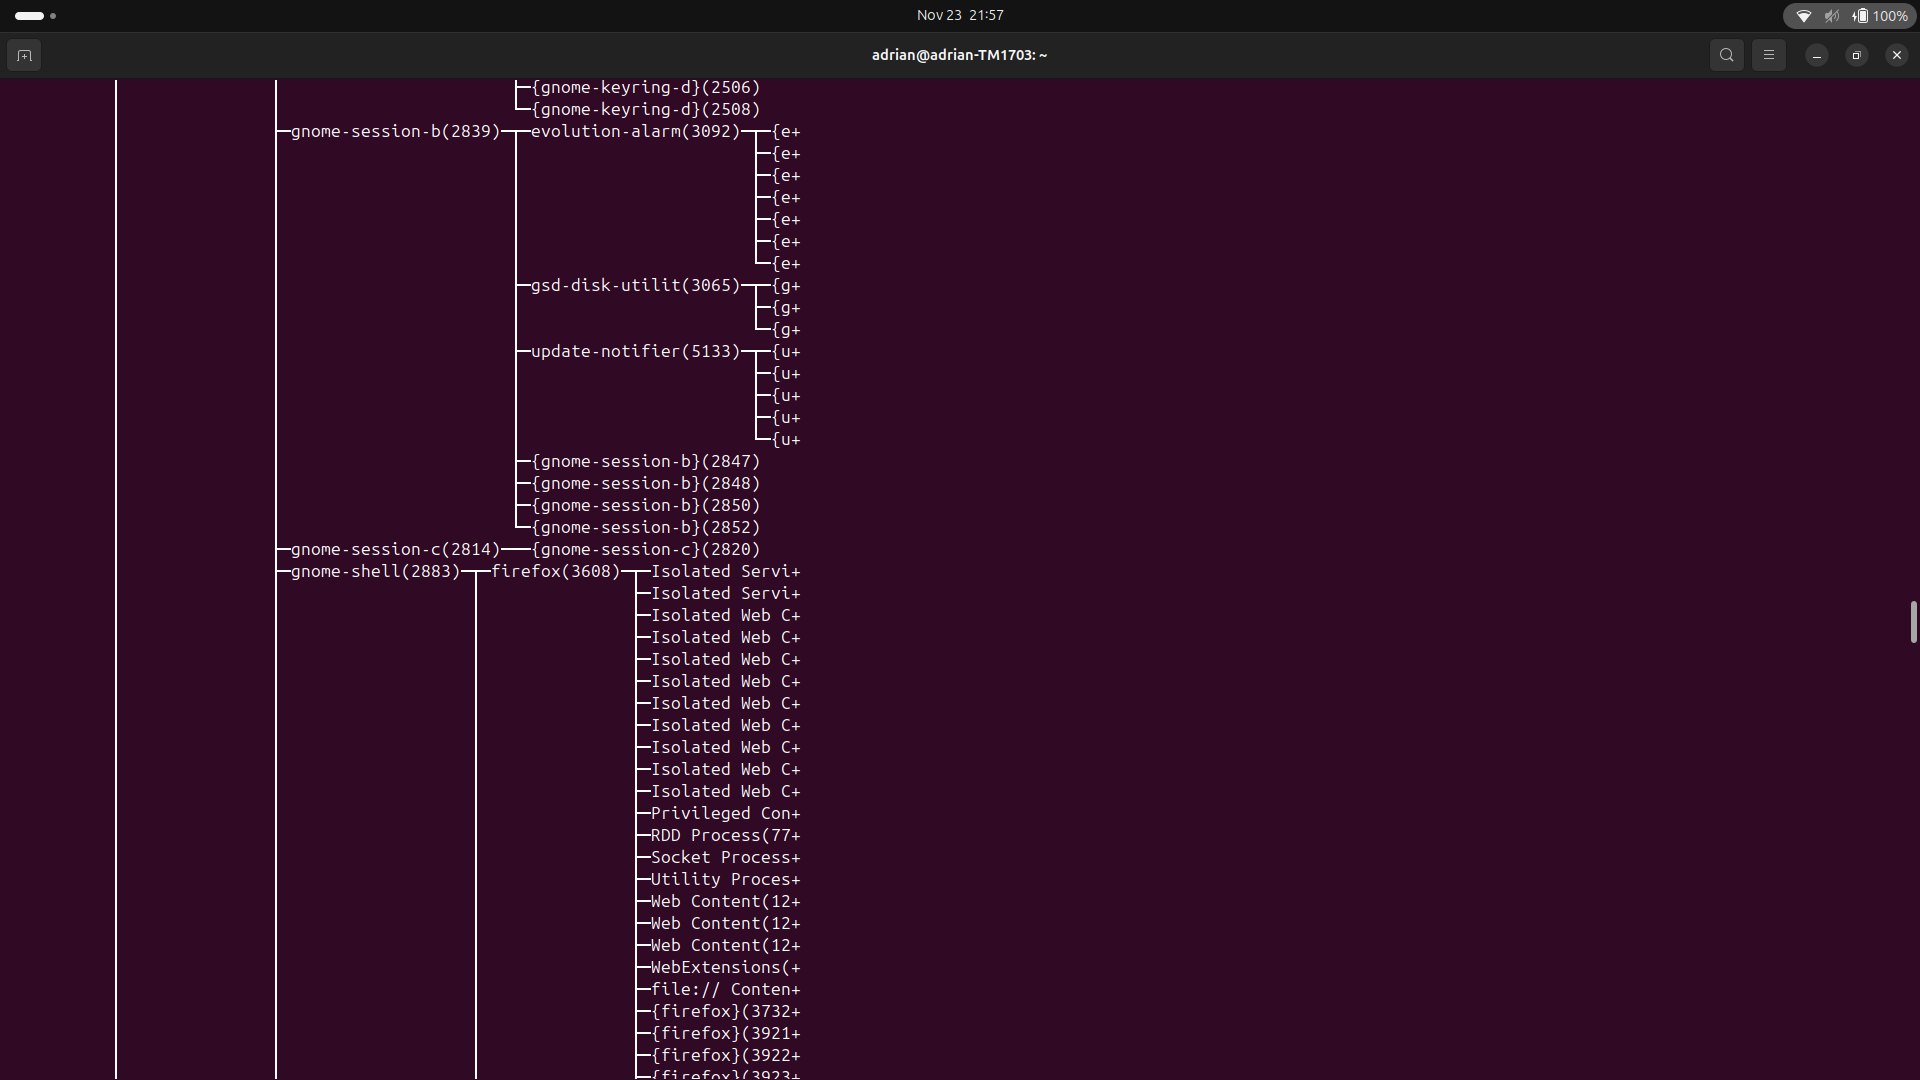 Nov 23 21:57
100%
adrian@adrian-TM1703: ~
├─{gnome-keyring-d}(2506)
└─{gnome-keyring-d}(2508)
├─gnome-session-b(2839)─┬─evolution-alarm(3092)─┬─{e+
├─{e+
├─{e+
├─{e+
├─{e+
├─{e+
└─{e+
├─gsd-disk-utilit(3065)─┬─{g+
├─{g+
└─{g+
├─update-notifier(5133)─┬─{u+
├─{u+
├─{u+
├─{u+
└─{u+
├─{gnome-session-b}(2847)
├─{gnome-session-b}(2848)
├─{gnome-session-b}(2850)
└─{gnome-session-b}(2852)
├─gnome-session-c(2814)───{gnome-session-c}(2820)
├─gnome-shell(2883)─┬─firefox(3608)─┬─Isolated Servi+
├─Isolated Servi+
├─Isolated Web C+
├─Isolated Web C+
├─Isolated Web C+
├─Isolated Web C+
├─Isolated Web C+
├─Isolated Web C+
├─Isolated Web C+
├─Isolated Web C+
├─Isolated Web C+
├─Privileged Con+
├─RDD Process(77+
├─Socket Process+
├─Utility Proces+
├─Web Content(12+
├─Web Content(12+
├─Web Content(12+
├─WebExtensions(+
├─file:// Conten+
├─{firefox}(3732+
├─{firefox}(3921+
├─{firefox}(3922+
├─{firefox}(3923+